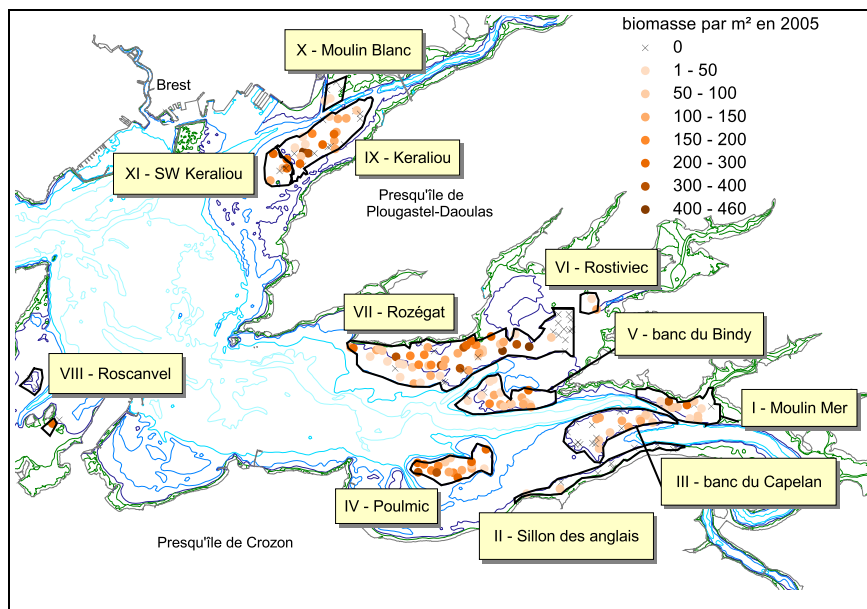 biomasse par m² en 2005
0
1 - 50
50 - 100
100 - 150
150 - 200
200 - 300
300 - 400
400 - 460
X - Moulin Blanc
Brest
XI - SW Keraliou
IX - Keraliou
Presqu'île de
Plougastel-Daoulas
VI - Rostiviec
VII - Rozégat
V - banc du Bindy
VIII - Roscanvel
I - Moulin Mer
III - banc du Capelan
IV - Poulmic
II - Sillon des anglais
Presqu'île de Crozon